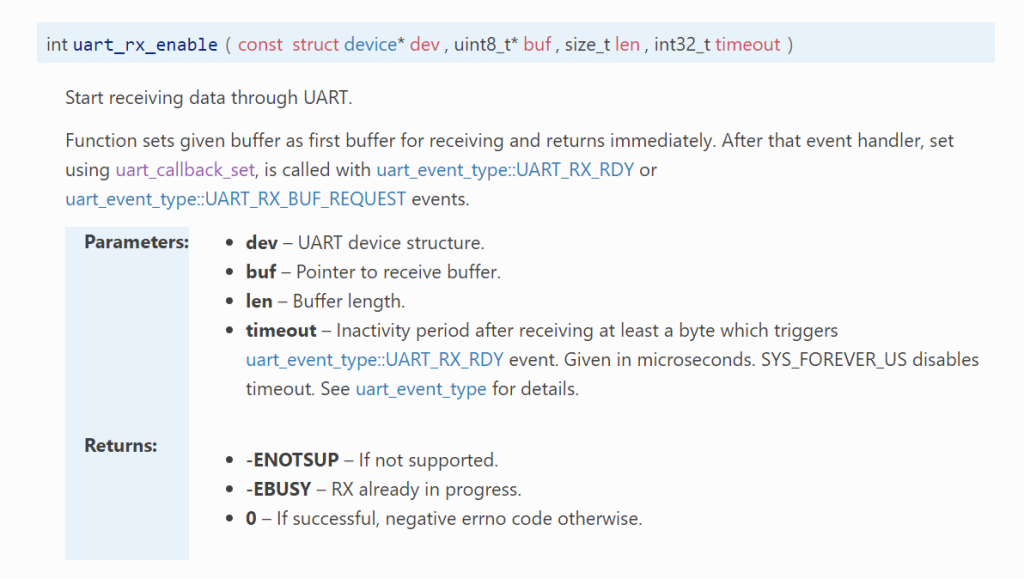 int uart_rx_enable ( const struct device* dev , uint8_t* buf , size_t len , int32_t timeout )
Start receiving data through UART.
Function sets given buffer as first buffer for receiving and returns immediately. After that event handler, set
using uart_callback_set, is called with uart_event_type::UART_RX_RDY or
uart_event_type::UART_RX_BUF_REQUEST events.
Parameters:
• dev – UART device structure.
• buf – Pointer to receive buffer.
• len – Buffer length.
• timeout – Inactivity period after receiving at least a byte which triggers
uart_event_type::UART_RX_RDY event. Given in microseconds. SYS_FOREVER_US disables
timeout. See uart_event_type for details.
Returns:
• -ENOTSUP – If not supported.
• -EBUSY – RX already in progress.
• 0 – If successful, negative errno code otherwise.